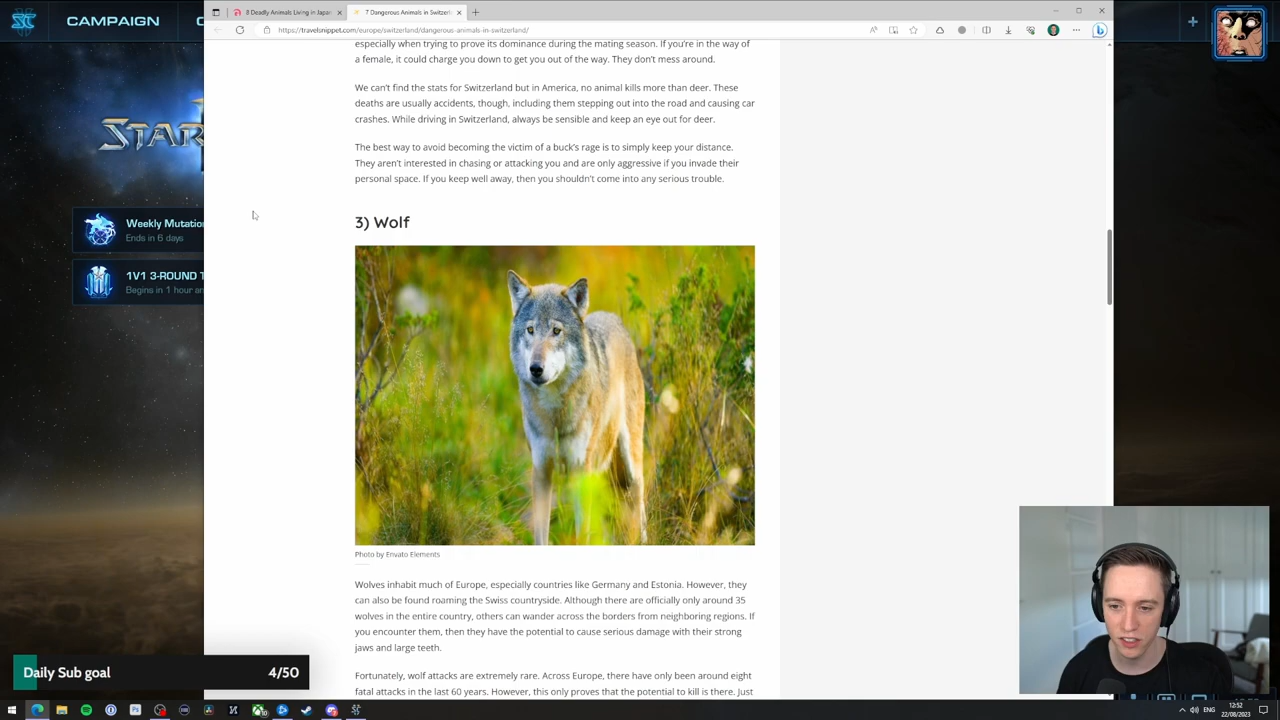 CAMPAIGN
8 Deadly Animals Living in Japan
7 Dangerous Animals in Switzerl
https://travelsnippet.com/europe/switzerland/dangerous-animals-in-switzerland/
especially when trying to prove its dominance during the mating season. If you're in the way of
a female, it could charge you down to get you out of the way. They don't mess around.
We can't find the stats for Switzerland but in America, no animal kills more than deer. These
deaths are usually accidents, though, including them stepping out into the road and causing car
crashes. While driving in Switzerland, always be sensible and keep an eye out for deer.
The best way to avoid becoming the victim of a buck's rage is to simply keep your distance.
They aren't interested in chasing or attacking you and are only aggressive if you invade their
personal space. If you keep well away, then you shouldn't come into any serious trouble.
STAR
Weekly Mutatio
Ends in 6 days
1V1 3-ROUND T
Begins in 1 hour an
3) Wolf
Photo by Envato Elements
Wolves inhabit much of Europe, especially countries like Germany and Estonia. However, they
can also be found roaming the Swiss countryside. Although there are officially only around 35
wolves in the entire country, others can wander across the borders from neighboring regions. If
you encounter them, then they have the potential to cause serious damage with their strong
jaws and large teeth.
Fortunately, wolf attacks are extremely rare. Across Europe, there have only been around eight
fatal attacks in the last 60 years. However, this only proves that the potential to kill is there. Just
Daily Sub goal
4/50
ENG
12:52
22/08/2023